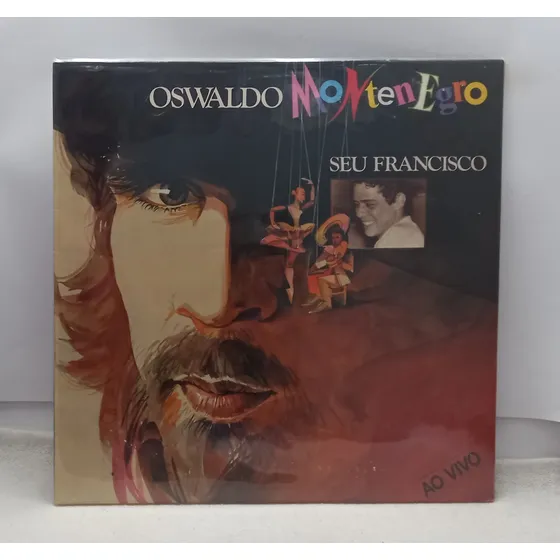 OSWALDO MONtenEgro
SEU FRANCISCO
AO VIVO